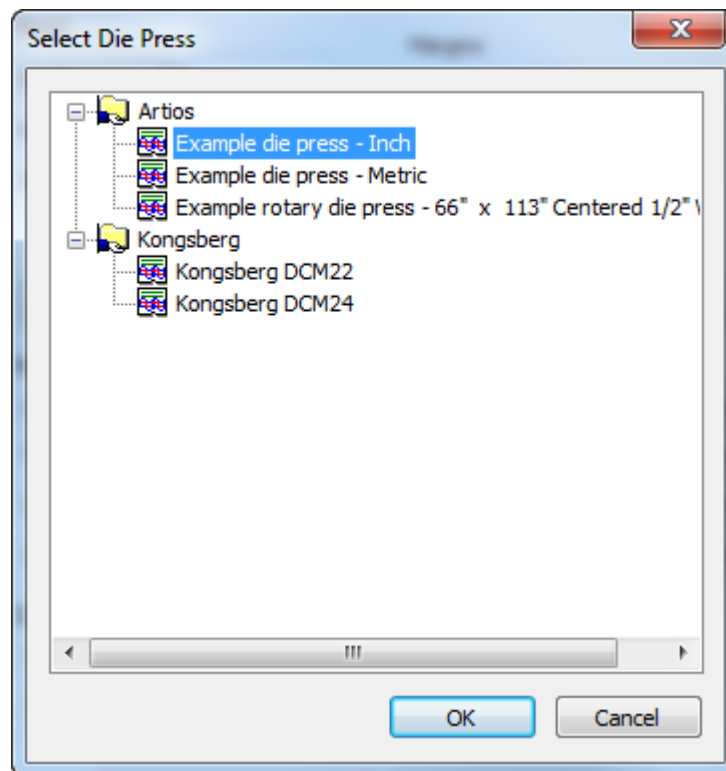 Select Die Press
Artios
Example die press - Inch
Example die press - Metric
Example rotary die press - 66" x 113" Centered 1/2"
Kongsberg
Kongsberg DCM22
Kongsberg DCM24
OK
Cancel